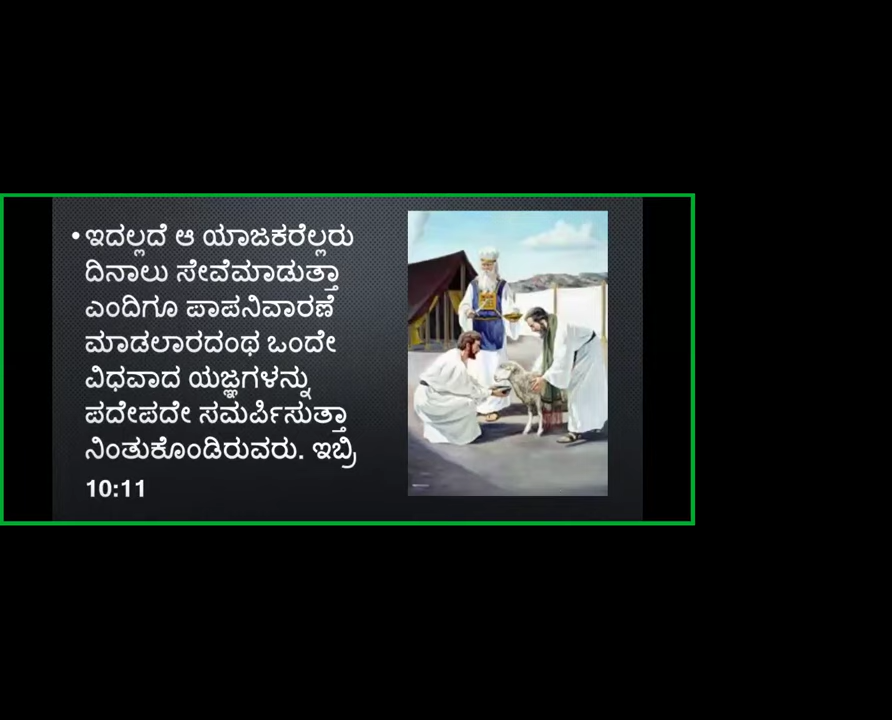 • ಇದಲ್ಲದೆ ಆ ಯಾಜಕರೆಲ್ಲರು
ದಿನಾಲು ಸೇವೆಮಾಡುತ್ತಾ
ಎಂದಿಗೂ ಪಾಪನಿವಾರಣೆ
ಮಾಡಲಾರದಂಥ ಒಂದೇ
ವಿಧವಾದ ಯಜ್ಞಗಳನ್ನು
ಪದೇಪದೇ ಸಮರ್ಪಿಸುತ್ತಾ
ನಿಂತುಕೊಂಡಿರುವರು. ಇಬ್ರಿ
10:11